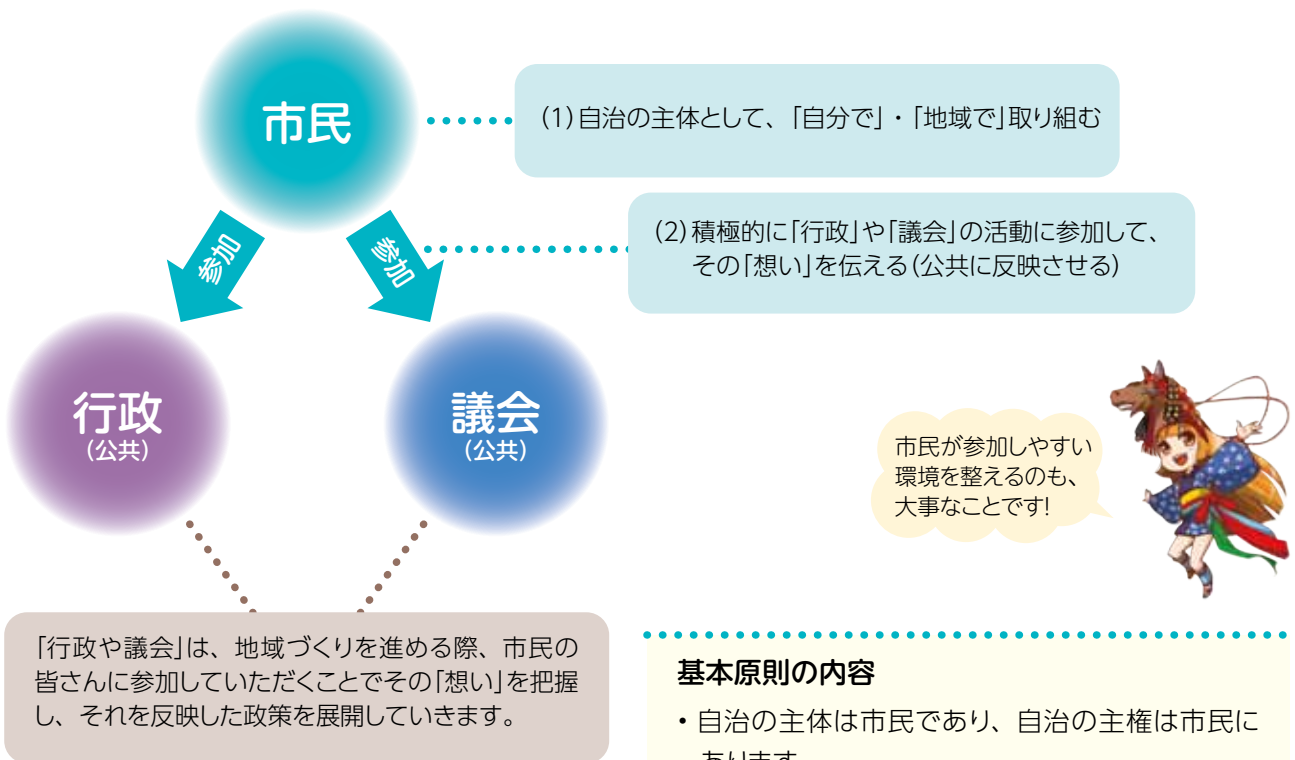 市民
(1)自治の主体として、「自分で」・「地域で」取り組む
参加
参加
(2)積極的に「行政」や「議会」の活動に参加して、
その「想い」を伝える(公共に反映させる)
行政
(公共)
議会
(公共)
市民が参加しやすい
環境を整えるのも、
大事なことです!
「行政や議会」は、地域づくりを進める際、市民の
皆さんに参加していただくことでその「想い」を把握
し、それを反映した政策を展開していきます。
基本原則の内容
・自治の主体は市民であり、自治の主権は市民に
あります